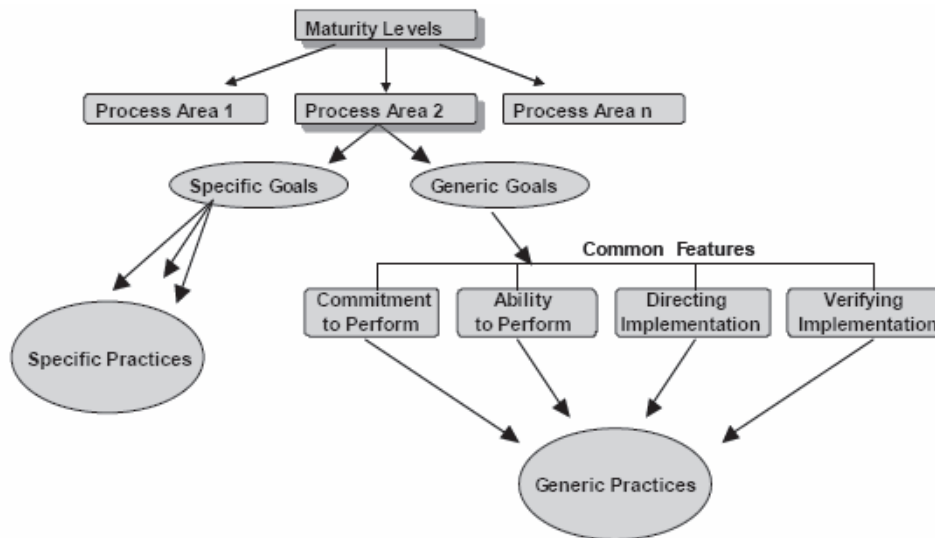 Maturity Levels
Process Area 1
Process Area 2
Process Area n
Specific Goals
Generic Goals
Common Features
Commitment
to Perform
Ability
to Perform
Directing
Implementation
Verifying
Implementation
Specific Practices
Generic Practices